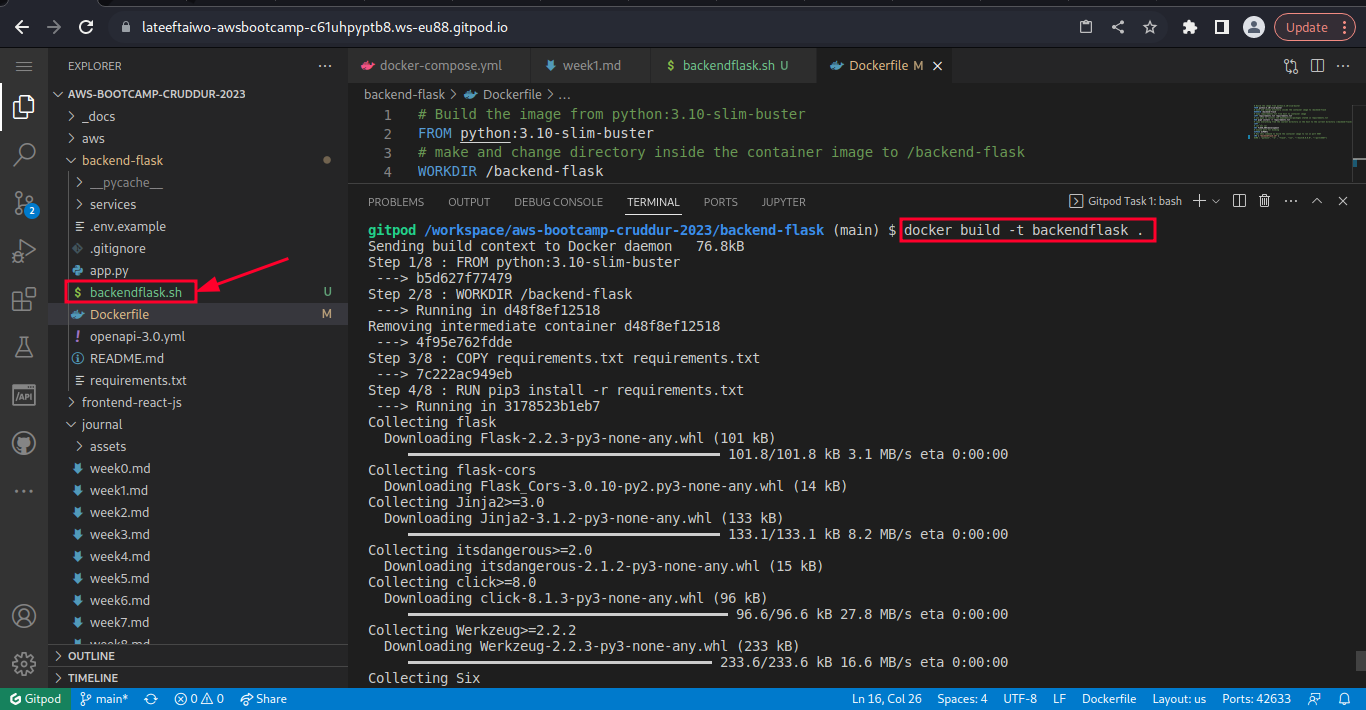 lateeftaiwo-awsbootcamp-c61uhpyptb8.ws-eu88.gitpod.io
Update
EXPLORER
AWS-BOOTCAMP-CRUDDUR-2023
_docs
aws
backend-flask
__pycache__
services
.env.example
.gitignore
app.py
backendflask.sh U
Dockerfile M
openapi-3.0.yml
README.md
requirements.txt
frontend-react-js
journal
assets
week0.md
week1.md
week2.md
week3.md
week4.md
week5.md
week6.md
week7.md
week8.md
OUTLINE
TIMELINE
2
/API
docker-compose.yml
week1.md
$ backendflask.sh U
Dockerfile M
backend-flask > Dockerfile > ...
1 # Build the image from python:3.10-slim-buster
2 FROM python:3.10-slim-buster
3 # make and change directory inside the container image to /backend-flask
4 WORKDIR /backend-flask
PROBLEMS OUTPUT DEBUG CONSOLE TERMINAL PORTS JUPYTER
Gitpod Task 1: bash
gitpod /workspace/aws-bootcamp-cruddur-2023/backend-flask (main) $ docker build -t backendflask .
Sending build context to Docker daemon   76.8kB
Step 1/8 : FROM python:3.10-slim-buster
 ---> b5d627f77479
Step 2/8 : WORKDIR /backend-flask
 ---> Running in d48f8ef12518
Removing intermediate container d48f8ef12518
 ---> 4f95e762fdde
Step 3/8 : COPY requirements.txt requirements.txt
 ---> 7c222ac949eb
Step 4/8 : RUN pip3 install -r requirements.txt
 ---> Running in 3178523b1eb7
Collecting flask
  Downloading Flask-2.2.3-py3-none-any.whl (101 kB)
101.8/101.8 kB 3.1 MB/s eta 0:00:00
Collecting flask-cors
  Downloading Flask_Cors-3.0.10-py2.py3-none-any.whl (14 kB)
Collecting Jinja2>=3.0
  Downloading Jinja2-3.1.2-py3-none-any.whl (133 kB)
133.1/133.1 kB 8.2 MB/s eta 0:00:00
Collecting itsdangerous>=2.0
  Downloading itsdangerous-2.1.2-py3-none-any.whl (15 kB)
Collecting click>=8.0
  Downloading click-8.1.3-py3-none-any.whl (96 kB)
96.6/96.6 kB 27.8 MB/s eta 0:00:00
Collecting Werkzeug>=2.2.2
  Downloading Werkzeug-2.2.3-py3-none-any.whl (233 kB)
233.6/233.6 kB 16.6 MB/s eta 0:00:00
Collecting Six
Gitpod main* 0 0 Share Ln 16, Col 26 Spaces: 4 UTF-8 LF Dockerfile Layout: us Ports: 42633